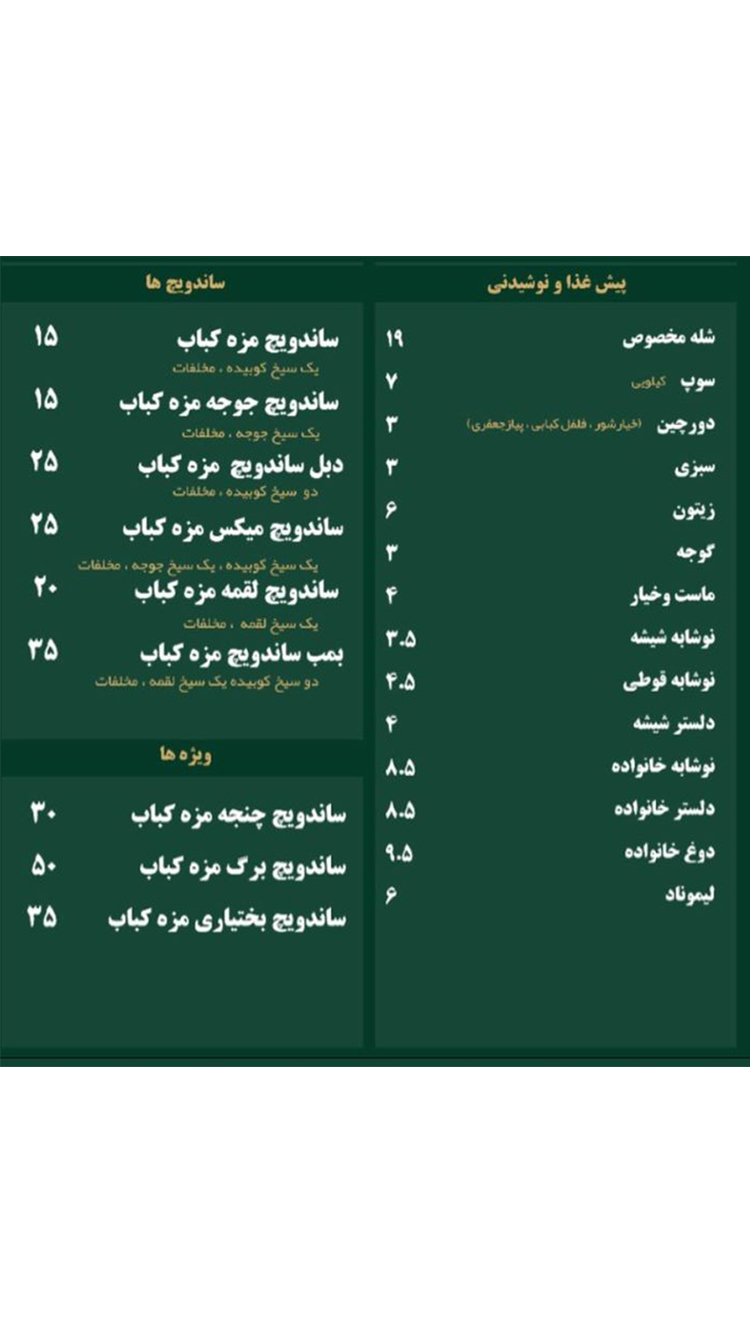 پیش غذا و نوشیدنی
شله مخصوص ۱۹
سوپ کیلویی ۷
دورچین (خیارشور ، فلفل کبابی ، پیازجعفری) ۳
سبزی ۳
زیتون ۶
گوجه ۳
ماست وخیار ۴
نوشابه شیشه ۳.۵
نوشابه قوطی ۴.۵
دلستر شیشه ۴
نوشابه خانواده ۸.۵
دلستر خانواده ۸.۵
دوغ خانواده ۹.۵
لیموناد ۶
ساندویچ ها
ساندویچ مزه کباب ۱۵
یک سیخ کوبیده ، مخلفات
ساندویچ جوجه مزه کباب ۱۵
یک سیخ جوجه ، مخلفات
دبل ساندویچ مزه کباب ۲۵
دو سیخ کوبیده ، مخلفات
ساندویچ میکس مزه کباب ۲۵
یک سیخ کوبیده ، یک سیخ جوجه ، مخلفات
ساندویچ لقمه مزه کباب ۲۰
یک سیخ لقمه ، مخلفات
بمب ساندویچ مزه کباب ۳۵
دو سیخ کوبیده یک سیخ لقمه ، مخلفات
ویژه ها
ساندویچ چنجه مزه کباب ۳۰
ساندویچ برگ مزه کباب ۵۰
ساندویچ بختیاری مزه کباب ۳۵